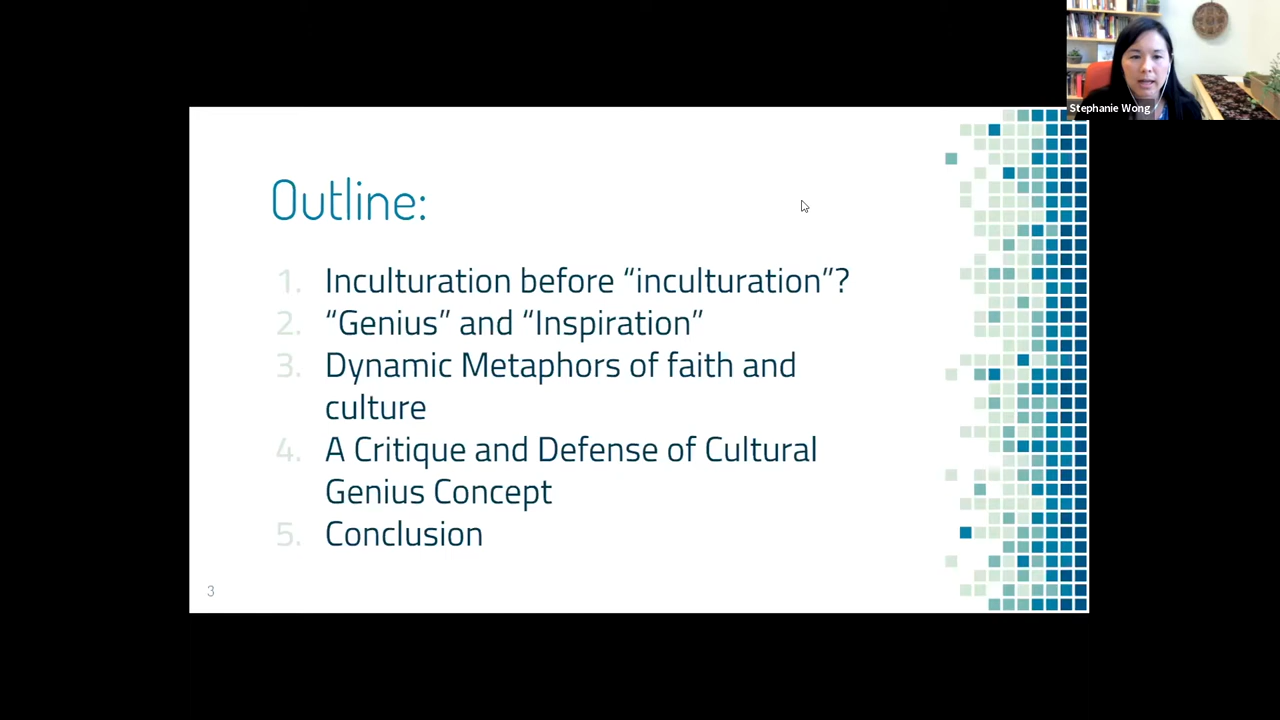 Stephanie Wong
Outline:
1. Inculturation before “inculturation”?
2. “Genius” and “Inspiration”
3. Dynamic Metaphors of faith and
culture
4. A Critique and Defense of Cultural
Genius Concept
5. Conclusion
3